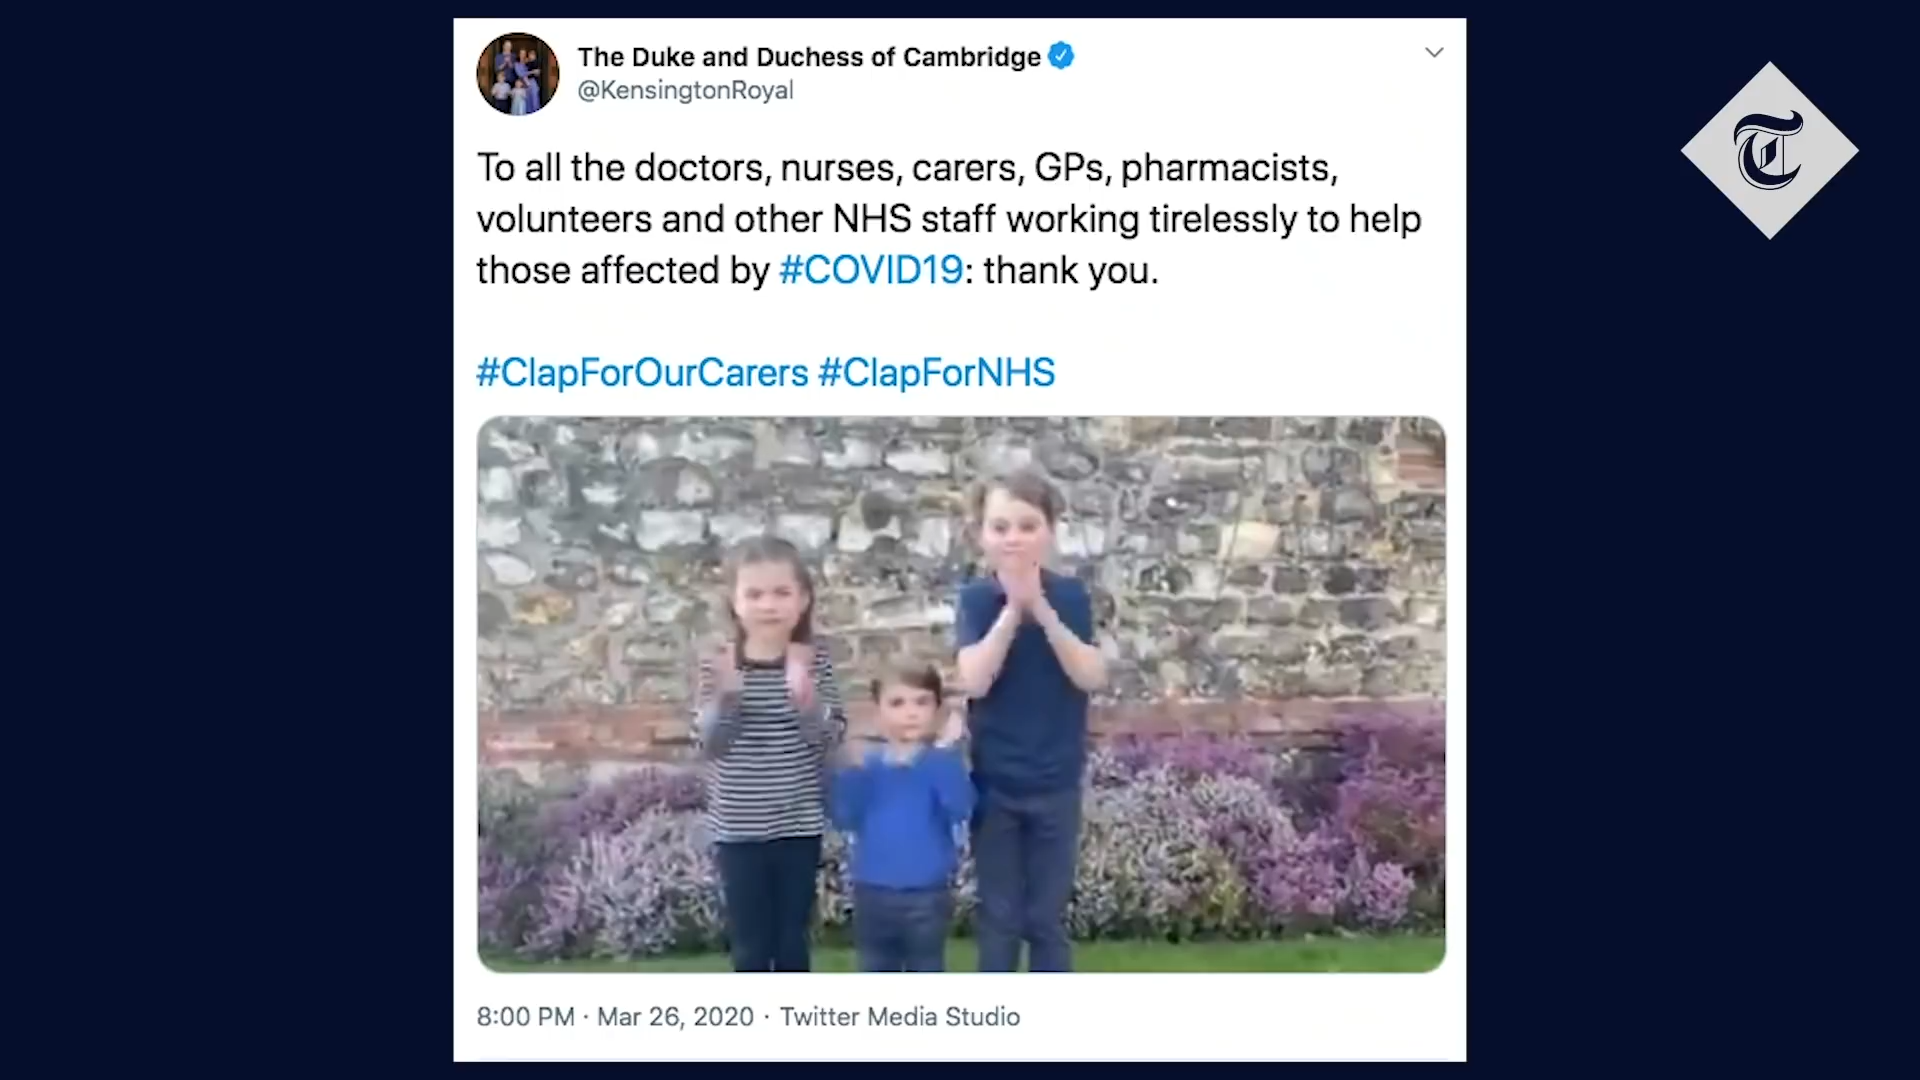 The Duke and Duchess of Cambridge
@KensingtonRoyal
To all the doctors, nurses, carers, GPs, pharmacists,
volunteers and other NHS staff working tirelessly to help
those affected by #COVID19: thank you.
#ClapForOurCarers #ClapForNHS
8:00 PM · Mar 26, 2020 · Twitter Media Studio
T